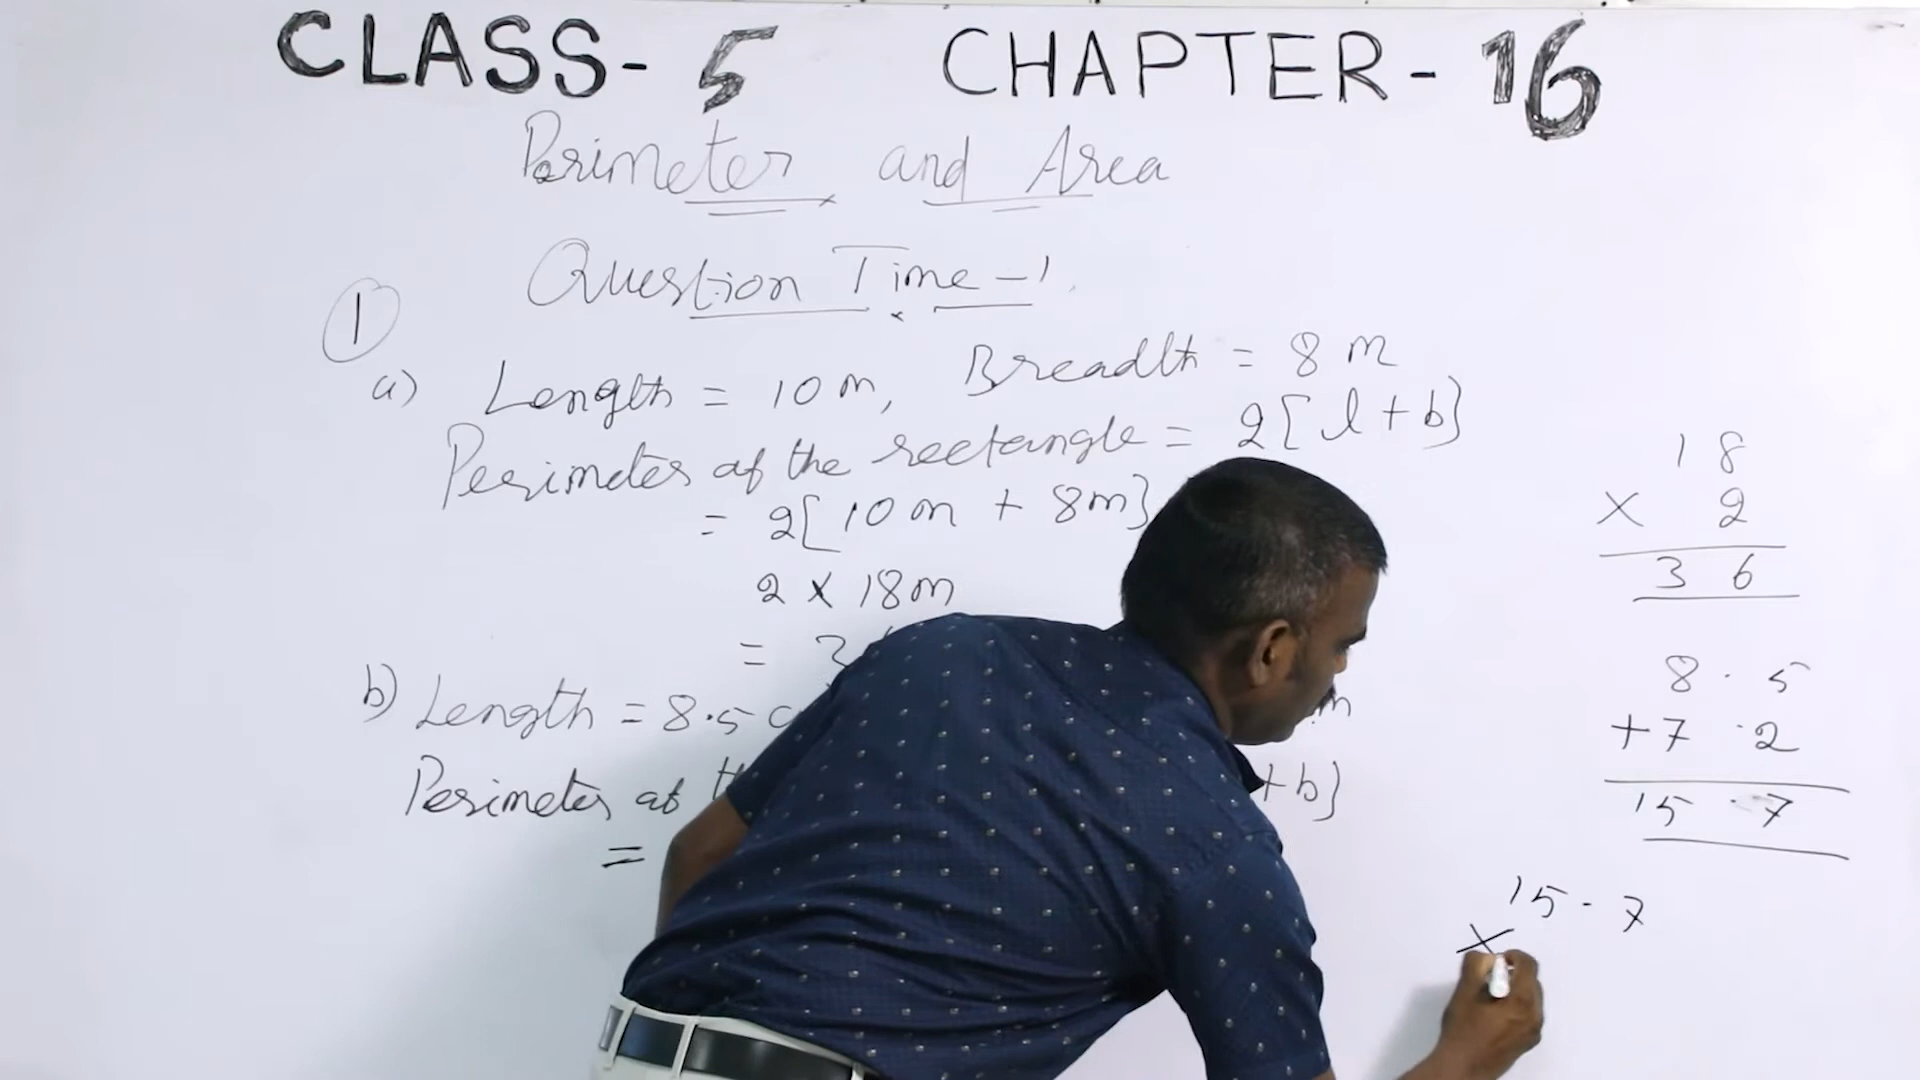 CLASS- 5 CHAPTER - 16
Perimeter and Area
Question Time -1
1
a) Length = 10 m, Breadth = 8 m
Perimeter of the rectangle = 2[l+b]
= 2[10m + 8m]
2 x 18m
= 3
b) Length = 8.5 c m
Perimeter of +b]
=
18
x 2
36
8.5
+7.2
15.7
15.7
x